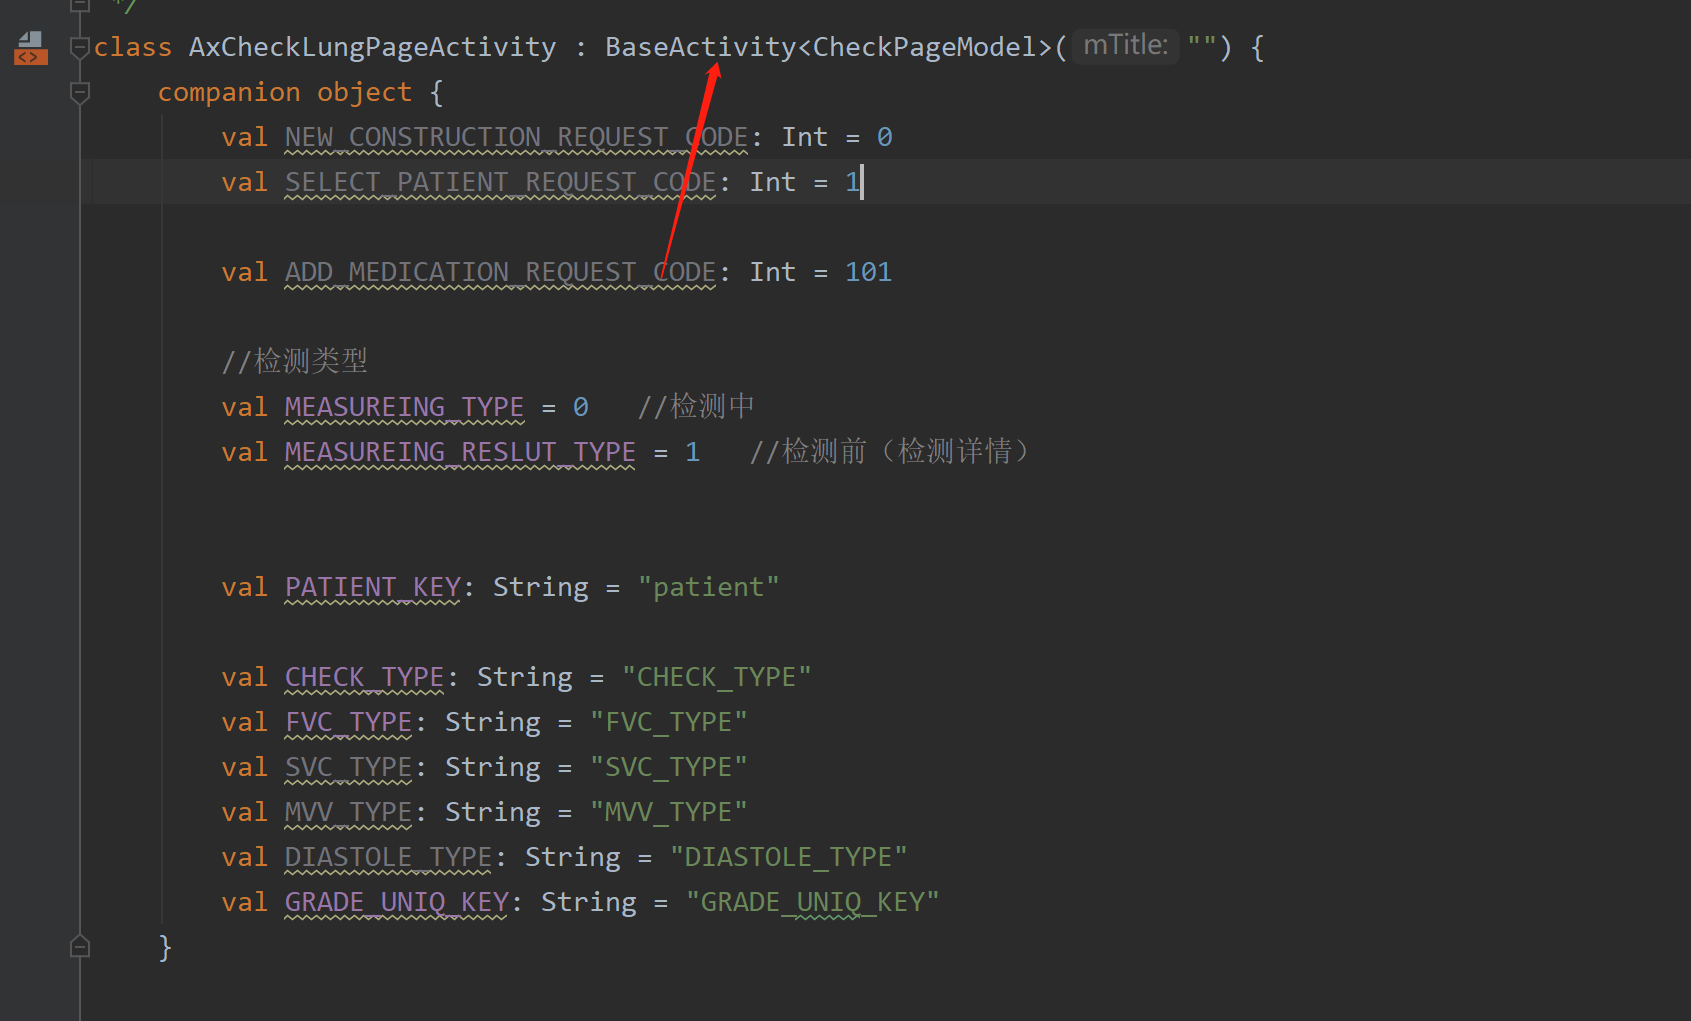 */
class AxCheckLungPageActivity : BaseActivity<CheckPageModel>( mTitle: "") {
companion object {
val NEW_CONSTRUCTION_REQUEST_CODE: Int = 0
val SELECT_PATIENT_REQUEST_CODE: Int = 1
val ADD_MEDICATION_REQUEST_CODE: Int = 101
//检测类型
val MEASUREING_TYPE = 0 //检测中
val MEASUREING_RESLUT_TYPE = 1 //检测前（检测详情）
val PATIENT_KEY: String = "patient"
val CHECK_TYPE: String = "CHECK_TYPE"
val FVC_TYPE: String = "FVC_TYPE"
val SVC_TYPE: String = "SVC_TYPE"
val MVV_TYPE: String = "MVV_TYPE"
val DIASTOLE_TYPE: String = "DIASTOLE_TYPE"
val GRADE_UNIQ_KEY: String = "GRADE_UNIQ_KEY"
}